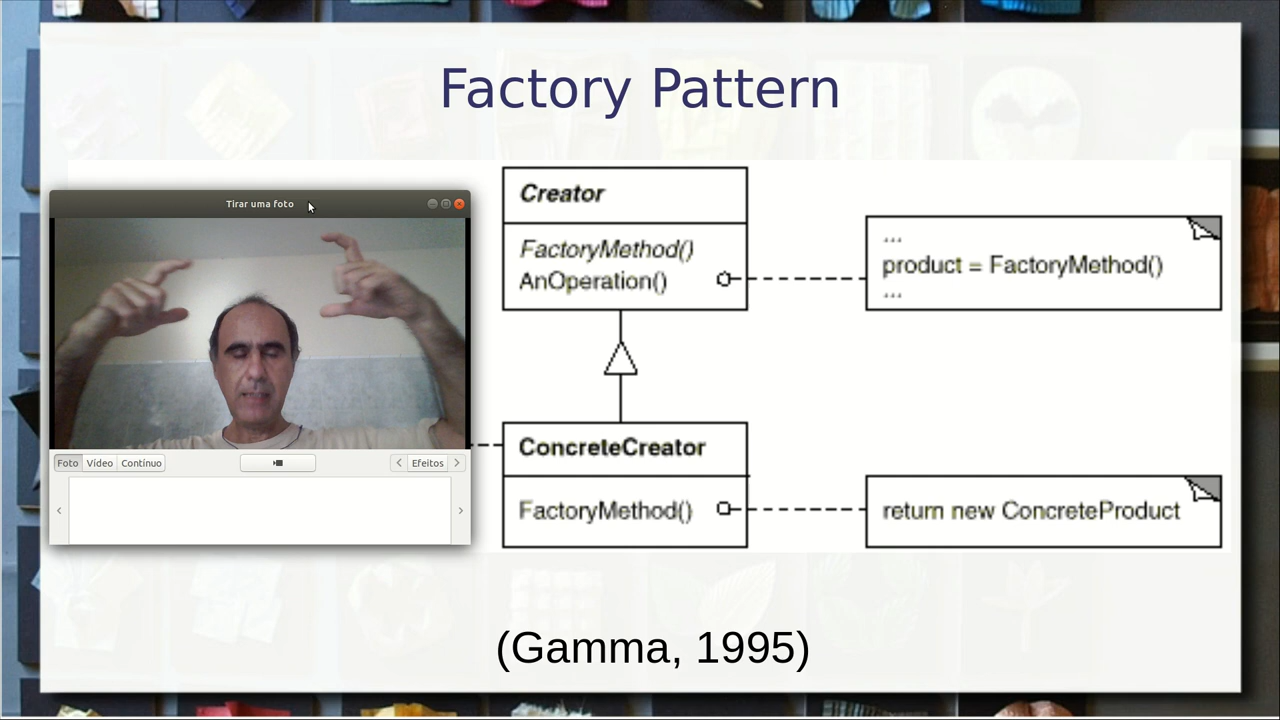 Factory Pattern
Tirar uma foto
Foto
Vídeo
Contínuo
Efeitos
Creator
FactoryMethod()
AnOperation()
...
product = FactoryMethod()
...
ConcreteCreator
FactoryMethod()
return new ConcreteProduct
(Gamma, 1995)